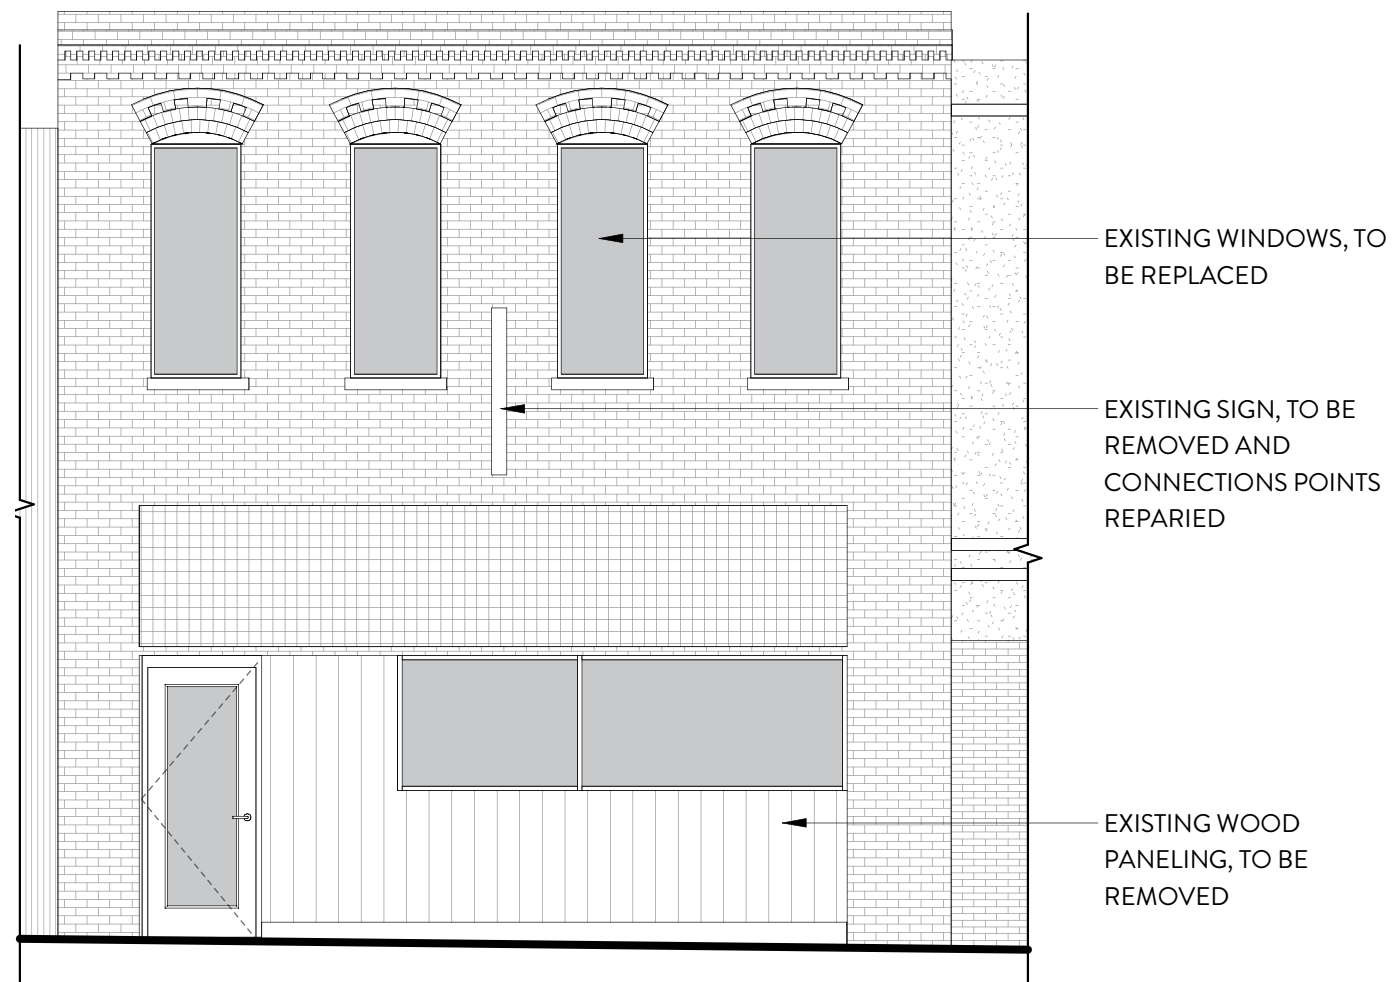 EXISTING WINDOWS, TO
BE REPLACED
EXISTING SIGN, TO BE
REMOVED AND
CONNECTIONS POINTS
REPARIED
EXISTING WOOD
PANELING, TO BE
REMOVED